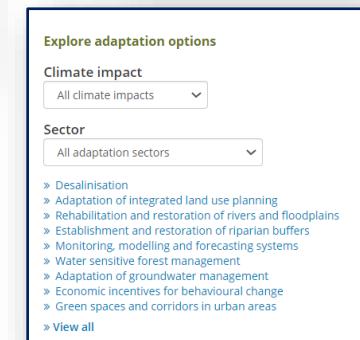 Explore adaptation options
Climate impact
All climate impacts
Sector
All adaptation sectors
» Desalinisation
» Adaptation of integrated land use planning
» Rehabilitation and restoration of rivers and floodplains
» Establishment and restoration of riparian buffers
» Monitoring, modelling and forecasting systems
» Water sensitive forest management
» Adaptation of groundwater management
» Economic incentives for behavioural change
» Green spaces and corridors in urban areas
» View all